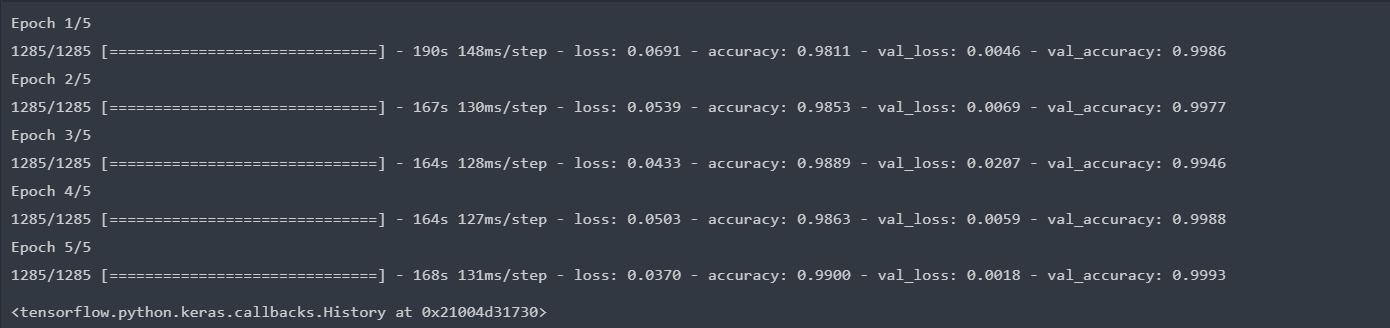 Epoch 1/5
1285/1285 [==============================] - 190s 148ms/step - loss: 0.0691 - accuracy: 0.9811 - val_loss: 0.0046 - val_accuracy: 0.9986
Epoch 2/5
1285/1285 [==============================] - 167s 130ms/step - loss: 0.0539 - accuracy: 0.9853 - val_loss: 0.0069 - val_accuracy: 0.9977
Epoch 3/5
1285/1285 [==============================] - 164s 128ms/step - loss: 0.0433 - accuracy: 0.9889 - val_loss: 0.0207 - val_accuracy: 0.9946
Epoch 4/5
1285/1285 [==============================] - 164s 127ms/step - loss: 0.0503 - accuracy: 0.9863 - val_loss: 0.0059 - val_accuracy: 0.9988
Epoch 5/5
1285/1285 [==============================] - 168s 131ms/step - loss: 0.0370 - accuracy: 0.9900 - val_loss: 0.0018 - val_accuracy: 0.9993
<tensorflow.python.keras.callbacks.History at 0x21004d31730>